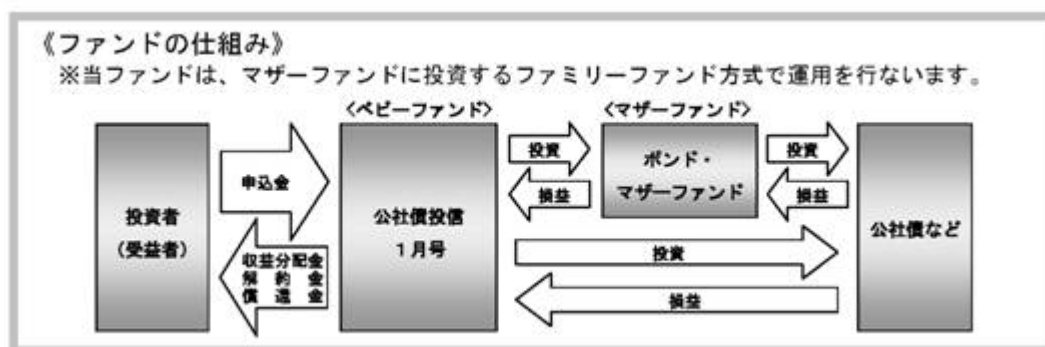 《ファンドの仕組み》
※当ファンドは、マザーファンドに投資するファミリーファンド方式で運用を行ないます。
〈ベビーファンド〉
〈マザーファンド〉
投資者
(受益者)
申込金
収益分配金
解約金
償還金
公社債投信
1月号
投資
損益
ボンド・
マザーファンド
投資
損益
投資
損益
公社債など